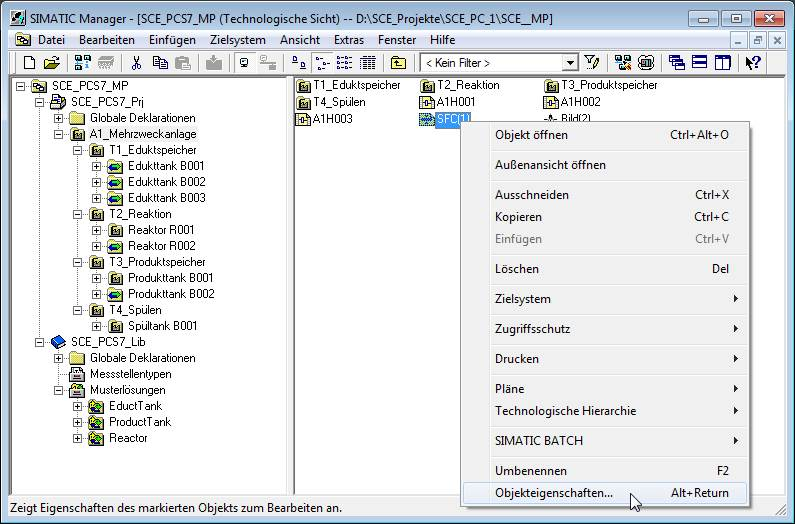 SIMATIC Manager - [SCE_PCS7_MP (Technologische Sicht) -- D:\SCE_Projekte\SCE_PC_1\SCE__MP]
Datei Bearbeiten Einfügen Zielsystem Ansicht Extras Fenster Hilfe
< Kein Filter >
SCE_PCS7_MP
SCE_PCS7_Prj
Globale Deklarationen
A1_Mehrzweckanlage
T1_Eduktspeicher
Edukttank B001
Edukttank B002
Edukttank B003
T2_Reaktion
Reaktor R001
Reaktor R002
T3_Produktspeicher
Produkttank B001
Produkttank B002
T4_Spülen
Spültank B001
SCE_PCS7_Lib
Globale Deklarationen
Messstellentypen
Musterlösungen
EductTank
ProductTank
Reactor
T1_Eduktspeicher T2_Reaktion T3_Produktspeicher
T4_Spülen A1H001 A1H002
A1H003 SFC(1) Bild(2)
Objekt öffnen Ctrl+Alt+O
Außenansicht öffnen
Ausschneiden Ctrl+X
Kopieren Ctrl+C
Einfügen Ctrl+V
Löschen Del
Zielsystem
Zugriffsschutz
Drucken
Pläne
Technologische Hierarchie
SIMATIC BATCH
Umbenennen F2
Objekteigenschaften... Alt+Return
Zeigt Eigenschaften des markierten Objekts zum Bearbeiten an.